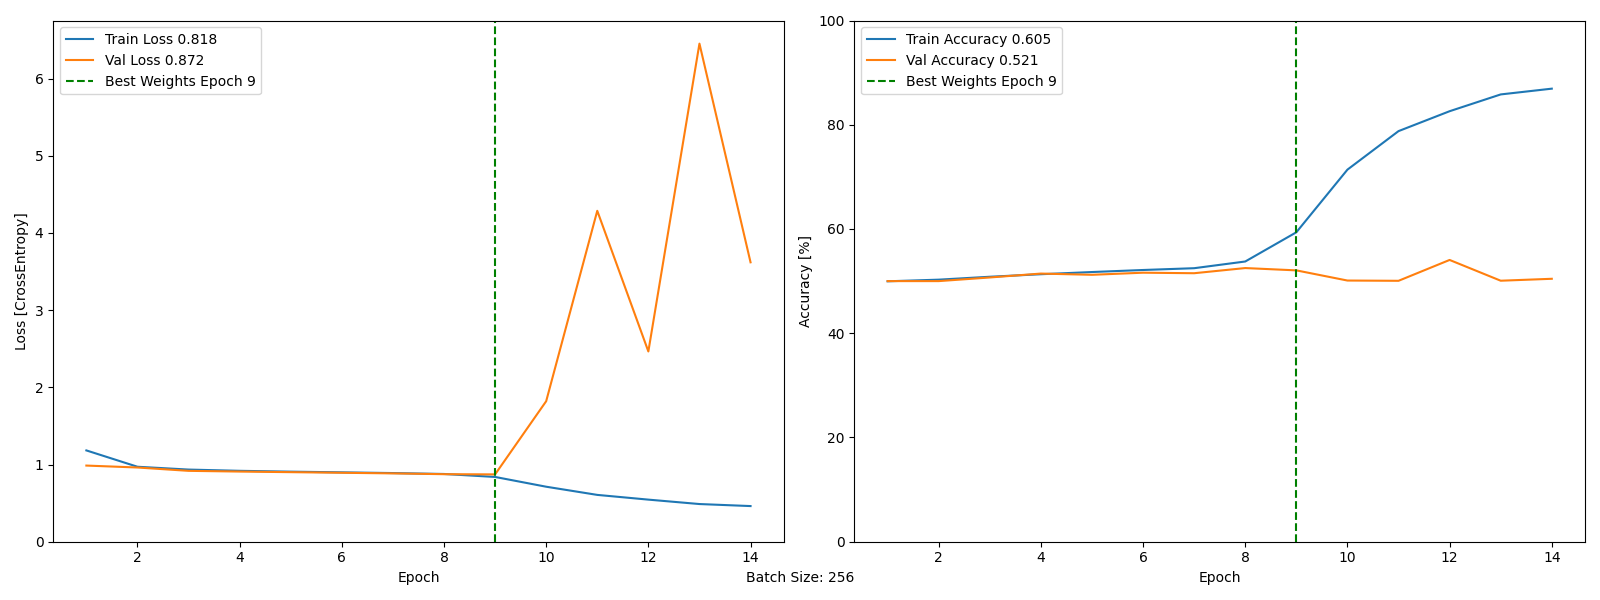 Train Loss 0.818
Val Loss 0.872
Best Weights Epoch 9
Loss [CrossEntropy]
6
5
4
3
2
1
0
2
4
6
8
10
12
14
Epoch
Train Accuracy 0.605
Val Accuracy 0.521
Best Weights Epoch 9
Accuracy [%]
100
80
60
40
20
0
2
4
6
8
10
12
14
Epoch
Batch Size: 256